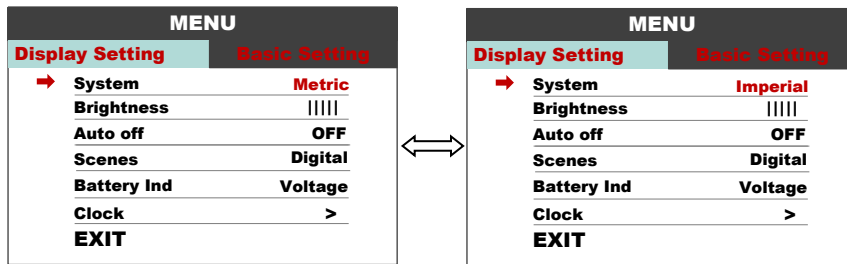 MENU
Display Setting Basic Setting
System Metric
Brightness |||||
Auto off OFF
Scenes Digital
Battery Ind Voltage
Clock >
EXIT
MENU
Display Setting Basic Setting
System Imperial
Brightness |||||
Auto off OFF
Scenes Digital
Battery Ind Voltage
Clock >
EXIT